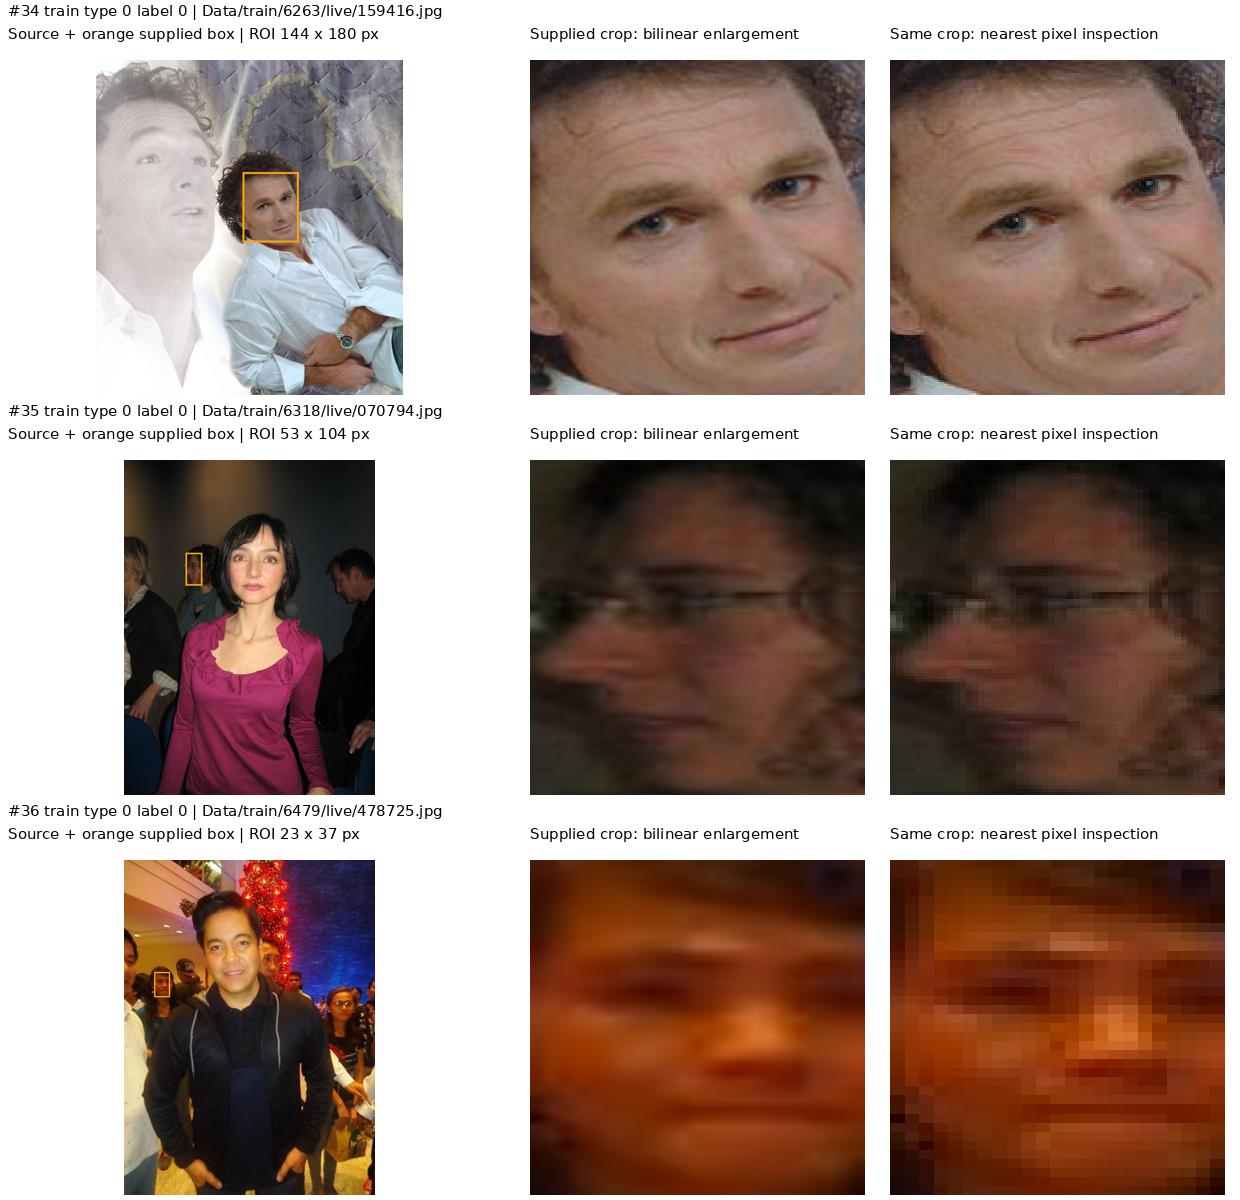 #34 train type 0 label 0 | Data/train/6263/live/159416.jpg
Source + orange supplied box | ROI 144 x 180 px
Supplied crop: bilinear enlargement
Same crop: nearest pixel inspection
#35 train type 0 label 0 | Data/train/6318/live/070794.jpg
Source + orange supplied box | ROI 53 x 104 px
Supplied crop: bilinear enlargement
Same crop: nearest pixel inspection
#36 train type 0 label 0 | Data/train/6479/live/478725.jpg
Source + orange supplied box | ROI 23 x 37 px
Supplied crop: bilinear enlargement
Same crop: nearest pixel inspection